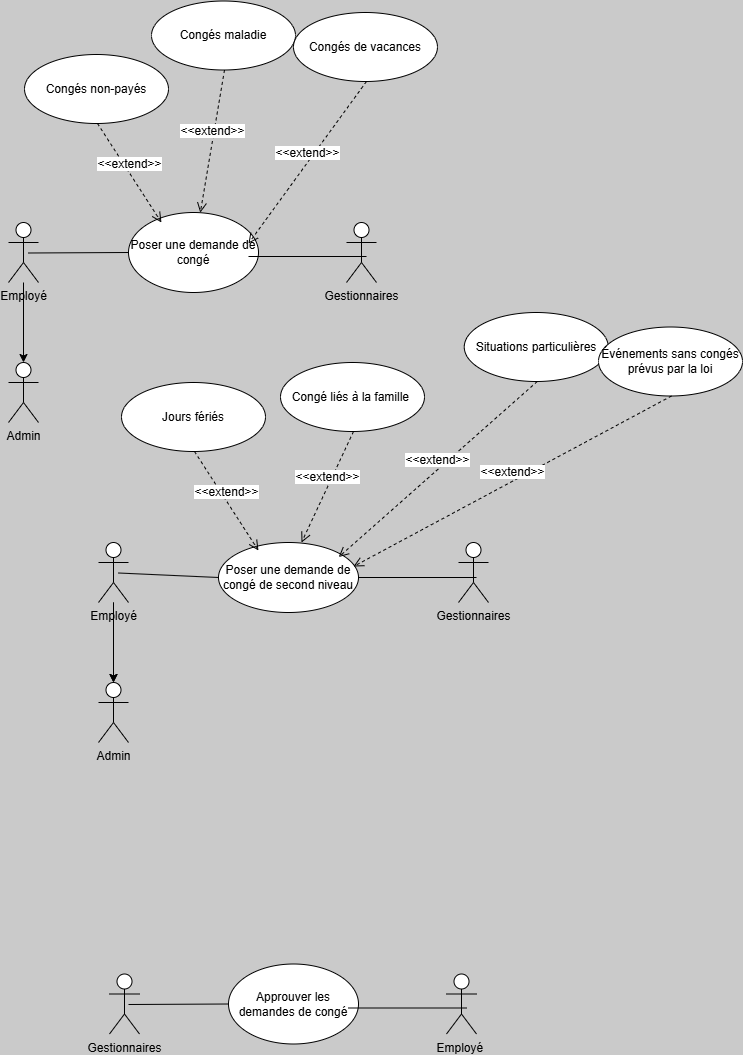 Congés maladie
Congés de vacances
Congés non-payés
<<extend>>
<<extend>>
<<extend>>
Poser une demande de
congé
Employé
Gestionnaires
Admin
Situations particulières
Evénements sans congés
prévus par la loi
Congé liés à la famille
Jours fériés
<<extend>>
<<extend>>
<<extend>>
<<extend>>
Poser une demande de
congé de second niveau
Employé
Gestionnaires
Admin
Approuver les
demandes de congé
Gestionnaires
Employé